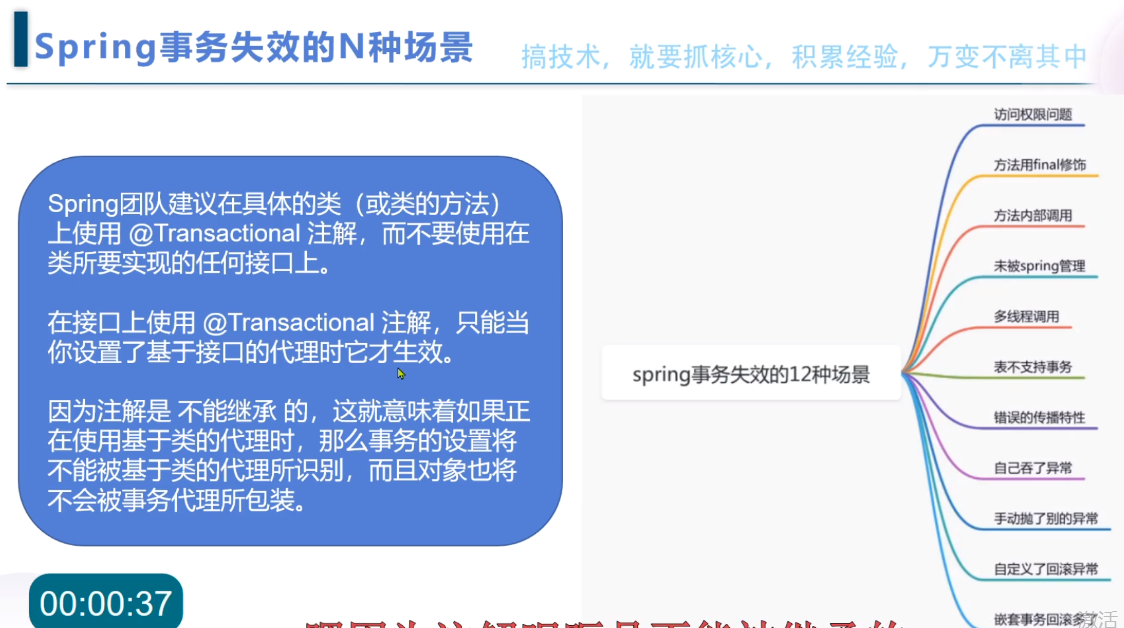 Spring事务失效的N种场景
搞技术，就要抓核心，积累经验，万变不离其中
Spring团队建议在具体的类（或类的方法）
上使用 @Transactional 注解，而不要使用在
类所要实现的任何接口上。
在接口上使用 @Transactional 注解，只能当
你设置了基于接口的代理时它才生效。
因为注解是 不能继承 的，这就意味着如果正
在使用基于类的代理时，那么事务的设置将
不能被基于类的代理所识别，而且对象也将
不会被事务代理所包装。
spring事务失效的12种场景
访问权限问题
方法用final修饰
方法内部调用
未被spring管理
多线程调用
表不支持事务
错误的传播特性
自己吞了异常
手动抛了别的异常
自定义了回滚异常
嵌套事务回滚多了
激活
00:00:37